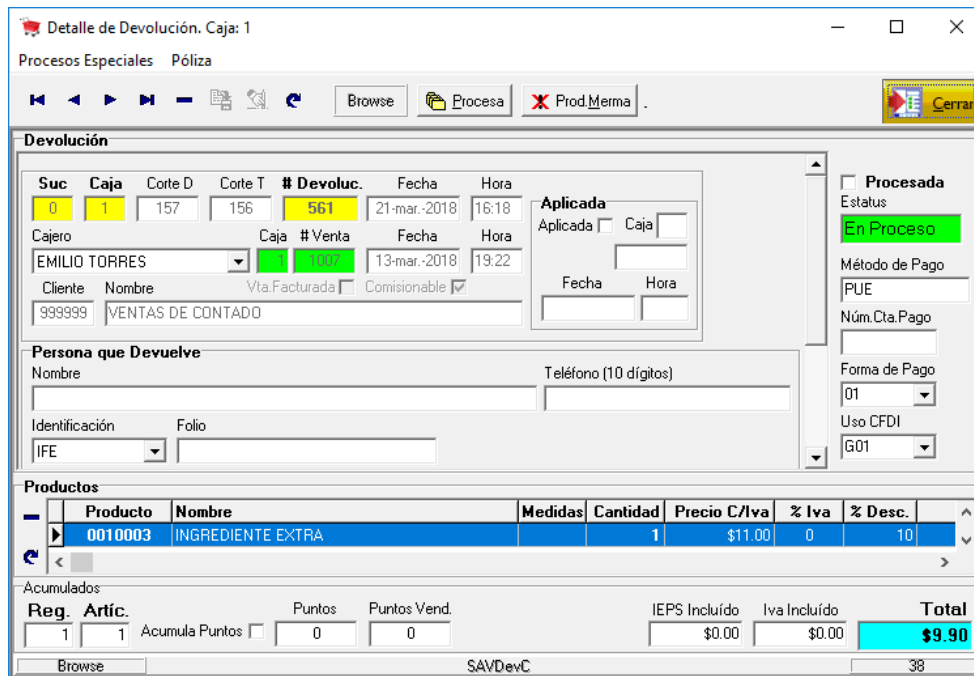 Detalle de Devolución. Caja: 1
Procesos Especiales Póliza
Browse Procesa Prod.Merma . Cerrar
Devolución
Suc Caja Corte D Corte T # Devoluc. Fecha Hora
0 1 157 156 561 21-mar.-2018 16:18
Cajero Caja # Venta Fecha Hora
EMILIO TORRES 1 1007 13-mar.-2018 19:22
Cliente Nombre Vta.Facturada Comisionable
999999 VENTAS DE CONTADO
Aplicada
Aplicada Caja
Fecha Hora
Procesada
Estatus
En Proceso
Método de Pago
PUE
Núm.Cta.Pago
Forma de Pago
01
Uso CFDI
G01
Persona que Devuelve
Nombre Teléfono (10 dígitos)
Identificación Folio
IFE
Productos
Producto Nombre Medidas Cantidad Precio C/Iva % Iva % Desc.
0010003 INGREDIENTE EXTRA 1 $11.00 0 10
Acumulados
Reg. Artíc. Puntos Puntos Vend. IEPS Incluído Iva Incluído Total
1 1 Acumula Puntos 0 0 $0.00 $0.00 $9.90
Browse SAVDevC 38